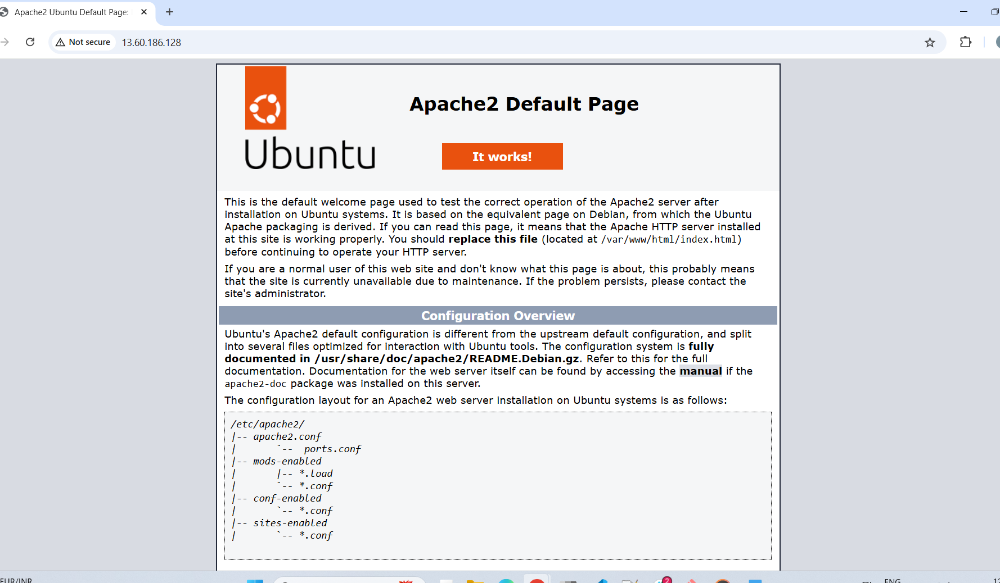 Apache2 Ubuntu Default Page:
Not secure
13.60.186.128
Ubuntu
Apache2 Default Page
It works!
This is the default welcome page used to test the correct operation of the Apache2 server after
installation on Ubuntu systems. It is based on the equivalent page on Debian, from which the Ubuntu
Apache packaging is derived. If you can read this page, it means that the Apache HTTP server installed
at this site is working properly. You should replace this file (located at /var/www/html/index.html)
before continuing to operate your HTTP server.
If you are a normal user of this web site and don't know what this page is about, this probably means
that the site is currently unavailable due to maintenance. If the problem persists, please contact the
site's administrator.
Configuration Overview
Ubuntu's Apache2 default configuration is different from the upstream default configuration, and split
into several files optimized for interaction with Ubuntu tools. The configuration system is fully
documented in /usr/share/doc/apache2/README.Debian.gz. Refer to this for the full
documentation. Documentation for the web server itself can be found by accessing the manual if the
apache2-doc package was installed on this server.
The configuration layout for an Apache2 web server installation on Ubuntu systems is as follows:
/etc/apache2/
|-- apache2.conf
|       `--  ports.conf
|-- mods-enabled
|       |-- *.load
|       `-- *.conf
|-- conf-enabled
|       `-- *.conf
|-- sites-enabled
|       `-- *.conf
EUR/INR
2
ENG